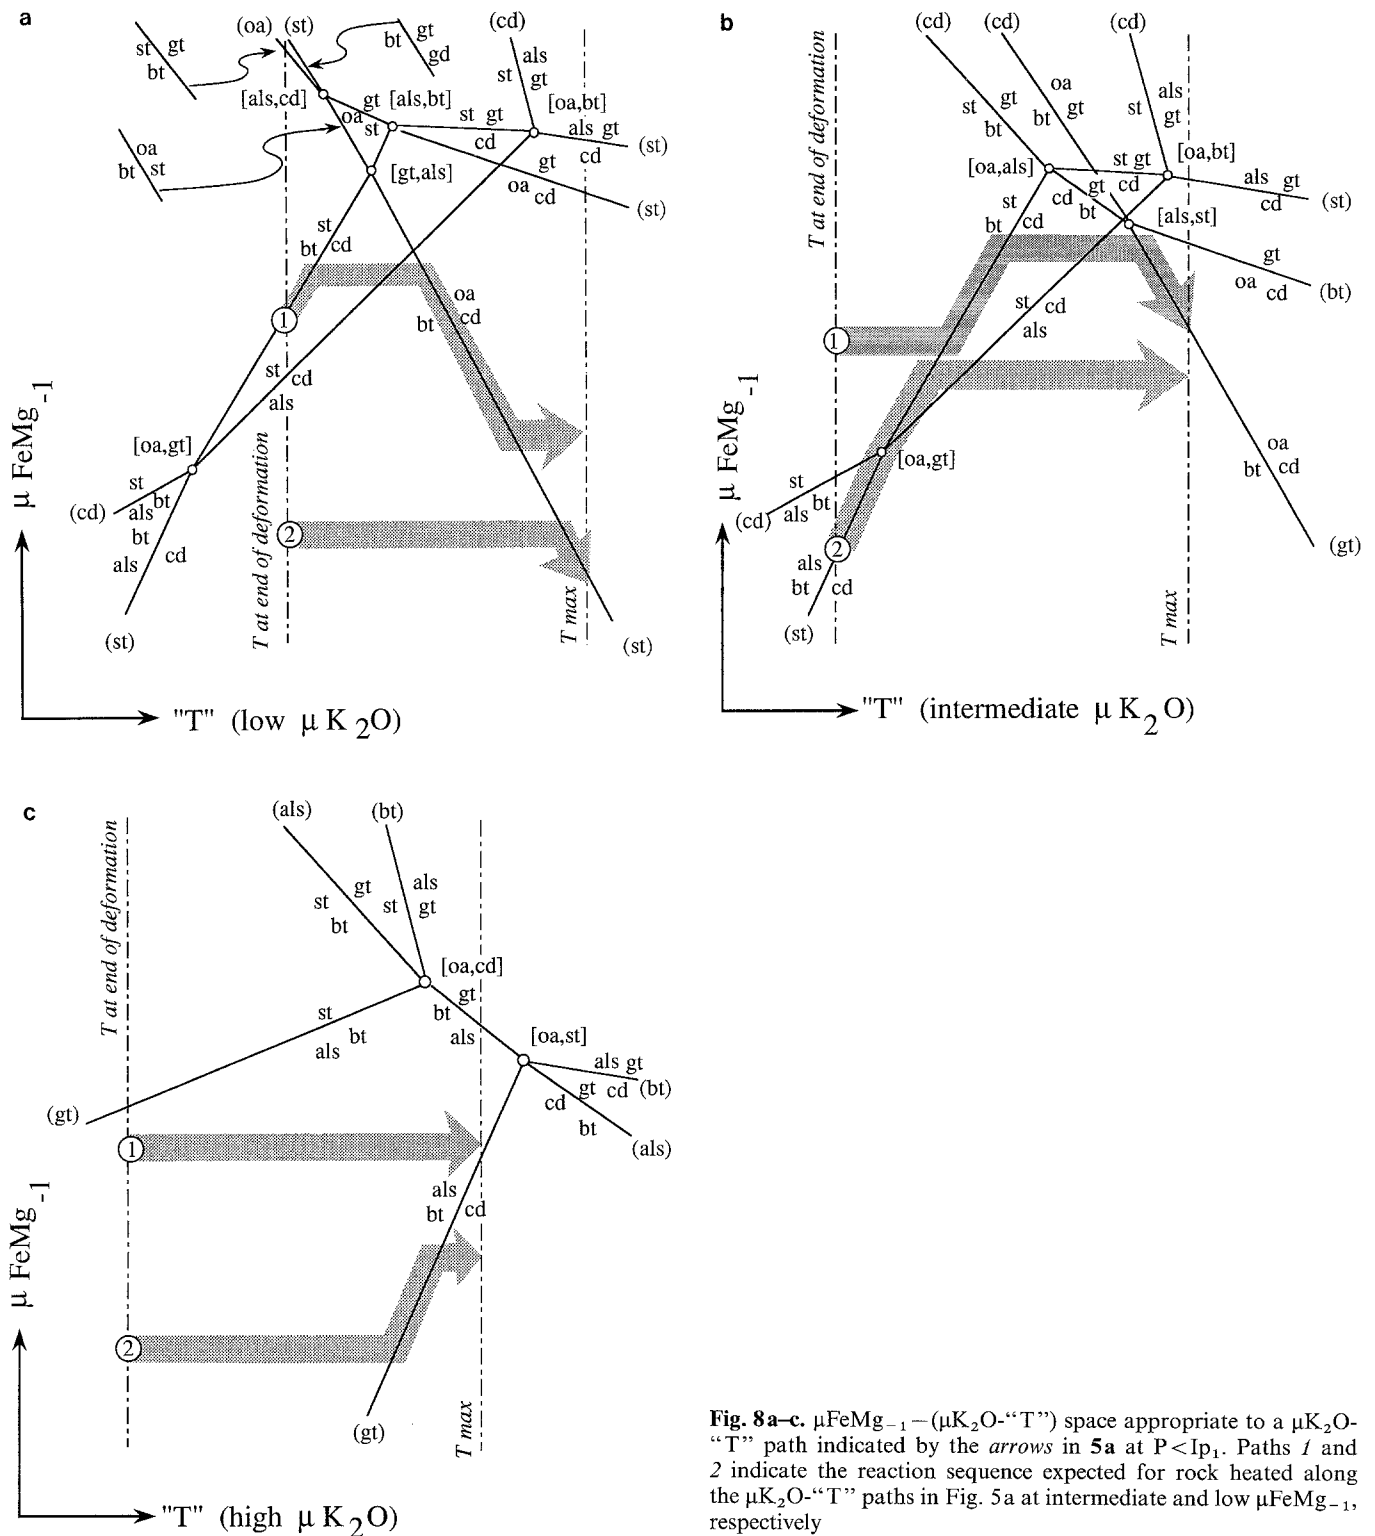 a
(oa) (st)
st gt
bt
bt gt
gd
(cd)
als
st gt
[als,cd]
gt [als,bt]
oa
st
st gt
cd
[oa,bt]
als gt
cd (st)
oa
bt st
[gt,als]
gt
oa cd
(st)
st
bt cd
1
oa
cd
bt
st cd
als
[oa,gt]
st
(cd) bt
als
bt
als cd
(st)
2
T at end of deformation
T max
(st)
μ FeMg-1
"T" (low μ K2O)
b
(cd) (cd) (cd)
T at end of deformation
st gt
bt
oa
bt gt
als
st gt
[oa,als]
st gt
cd
[oa,bt]
als gt
cd (st)
gt
cd
bt
[als,st]
st
bt cd
gt
oa cd (bt)
1
st cd
als
[oa,gt]
st
bt
(cd) als
2
als
bt cd
(st)
oa
bt cd
(gt)
T max
μ FeMg-1
"T" (intermediate μ K2O)
c
(als) (bt)
T at end of deformation
gt
st
bt
als
st gt
[oa,cd]
gt
bt
als
st
bt
als
(gt)
[oa,st]
als gt
cd (bt)
gt
cd
bt
(als)
1
als
bt cd
2
(gt)
T max
μ FeMg-1
"T" (high μ K2O)
Fig. 8a–c. μFeMg−1−(μK2O-“T”) space appropriate to a μK2O-
“T” path indicated by the arrows in 5a at P<Ip1. Paths 1 and
2 indicate the reaction sequence expected for rock heated along
the μK2O-“T” paths in Fig. 5a at intermediate and low μFeMg−1,
respectively